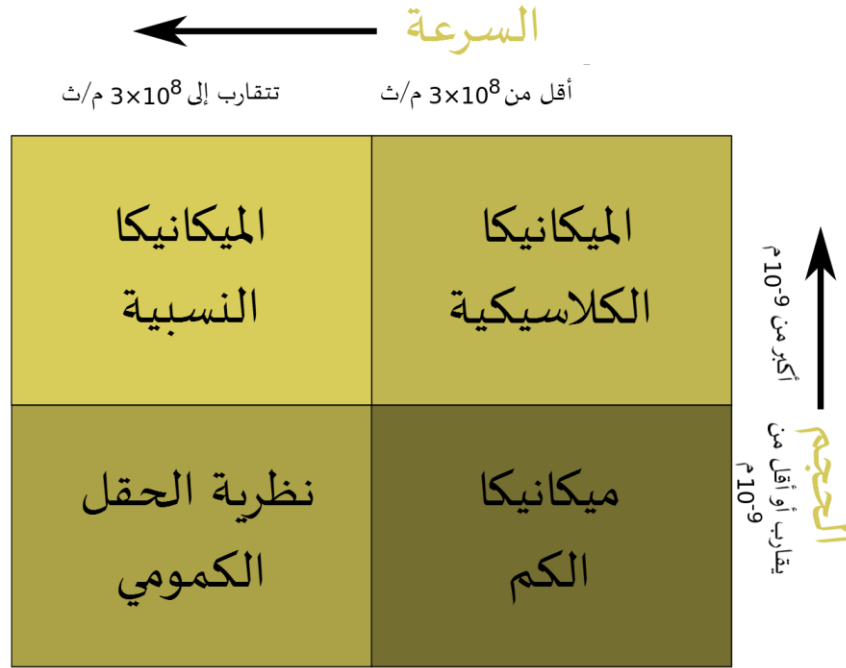 السرعة
أقل من 3×10⁸ م/ث
تتقارب إلى 3×10⁸ م/ث
الميكانيكا
الكلاسيكية
الميكانيكا
النسبية
أكبر من 10⁻⁹ م
الحجم
يقارب أو أقل من
10⁻⁹ م
ميكانيكا
الكم
نظرية الحقل
الكمومي